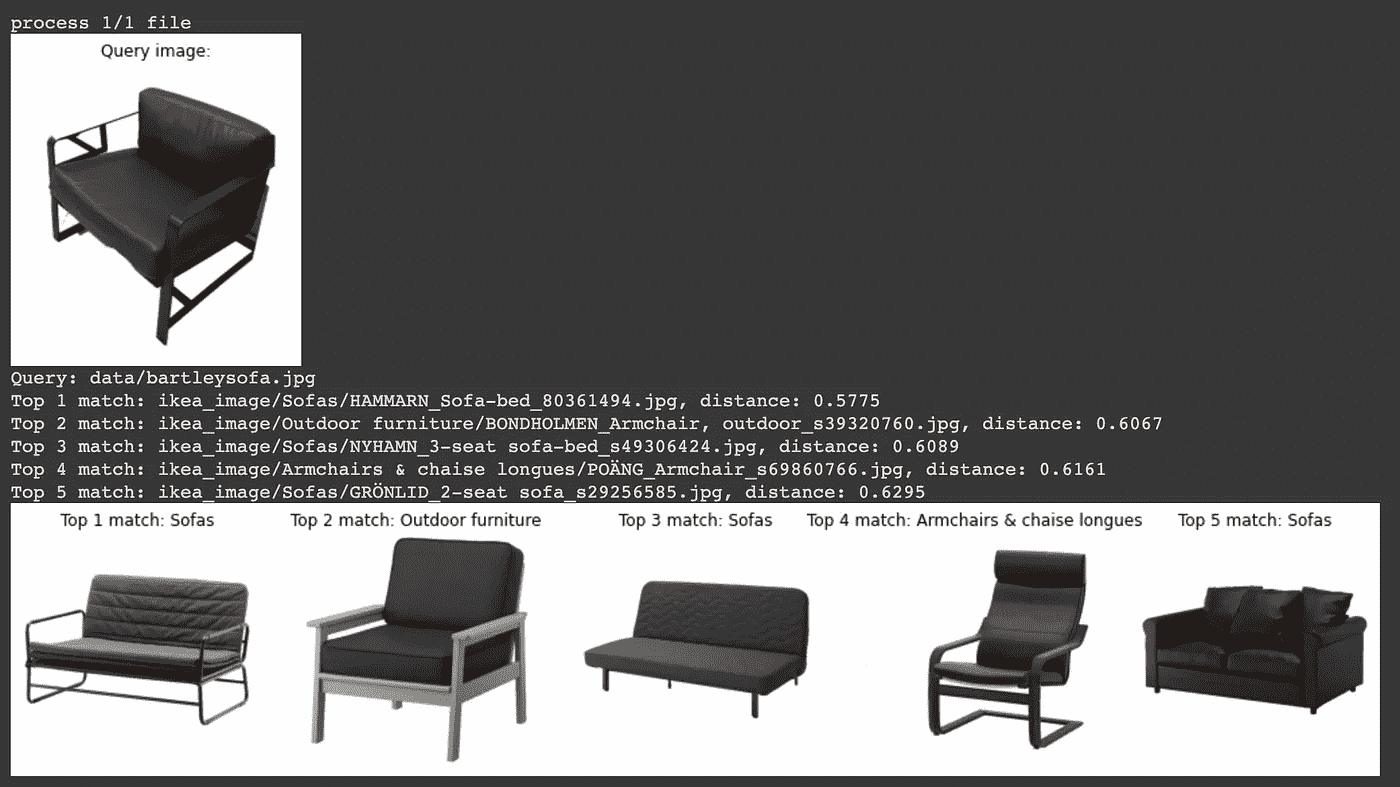 process 1/1 file
Query image:
Query: data/bartleysofa.jpg
Top 1 match: ikea_image/Sofas/HAMMARN_Sofa-bed_80361494.jpg, distance: 0.5775
Top 2 match: ikea_image/Outdoor furniture/BONDHOLMEN_Armchair, outdoor_s39320760.jpg, distance: 0.6067
Top 3 match: ikea_image/Sofas/NYHAMN_3-seat sofa-bed_s49306424.jpg, distance: 0.6089
Top 4 match: ikea_image/Armchairs & chaise longues/POÄNG_Armchair_s69860766.jpg, distance: 0.6161
Top 5 match: ikea_image/Sofas/GRÖNLID_2-seat sofa_s29256585.jpg, distance: 0.6295
Top 1 match: Sofas Top 2 match: Outdoor furniture Top 3 match: Sofas Top 4 match: Armchairs & chaise longues Top 5 match: Sofas